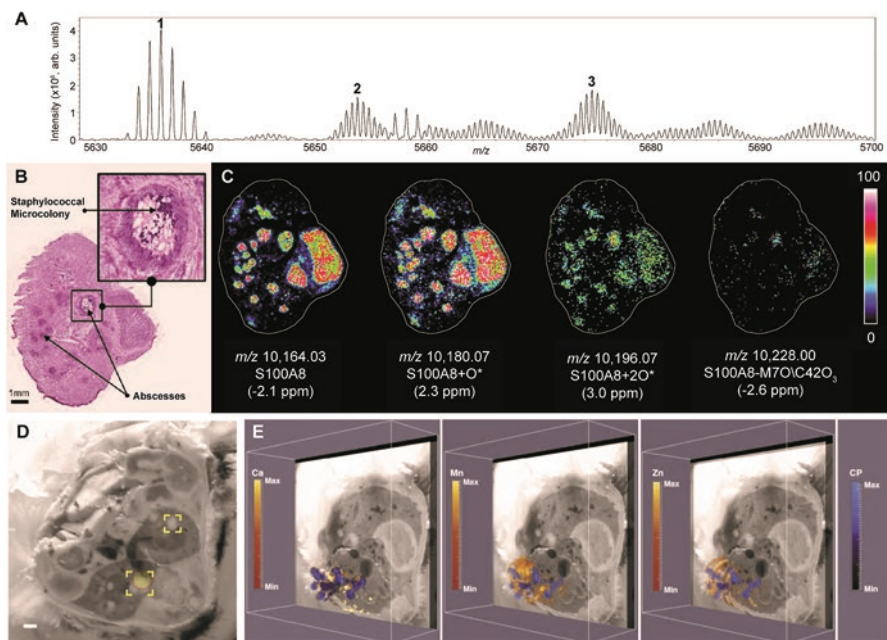 A
Intensity (x10⁶, arb. units)
4
3
2
1
0
1
2
3
5630
5640
5650
5660
5670
5680
5690
5700
m/z
B
Staphylococcal
Microcolony
Abscesses
1mm
C
100
0
m/z 10,164.03
S100A8
(-2.1 ppm)
m/z 10,180.07
S100A8+O*
(2.3 ppm)
m/z 10,196.07
S100A8+2O*
(3.0 ppm)
m/z 10,228.00
S100A8-M7O\C42O₃
(-2.6 ppm)
D
E
Ca
Max
Min
Mn
Max
Min
Zn
Max
Min
CP
Max
Min